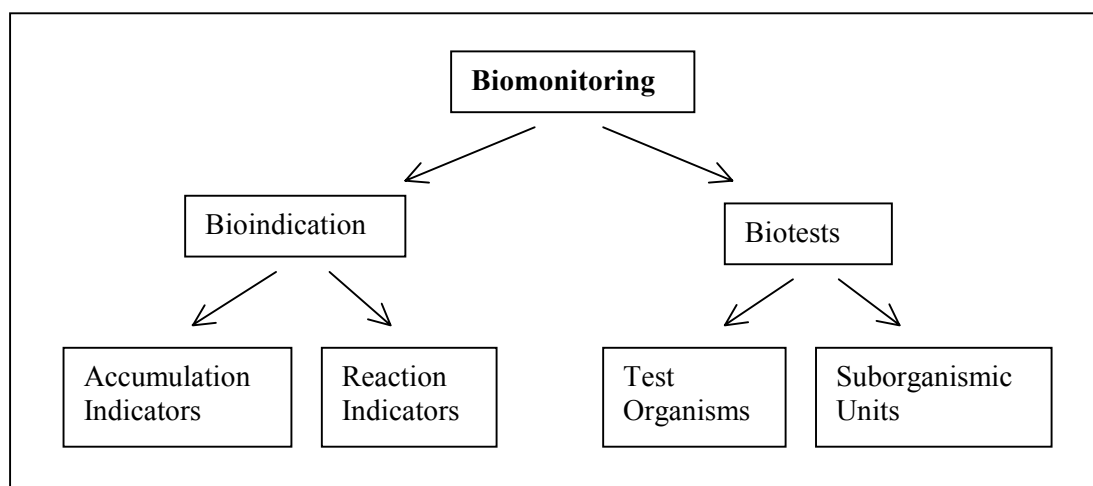 Biomonitoring
Bioindication
Biotests
Accumulation
Indicators
Reaction
Indicators
Test
Organisms
Suborganismic
Units